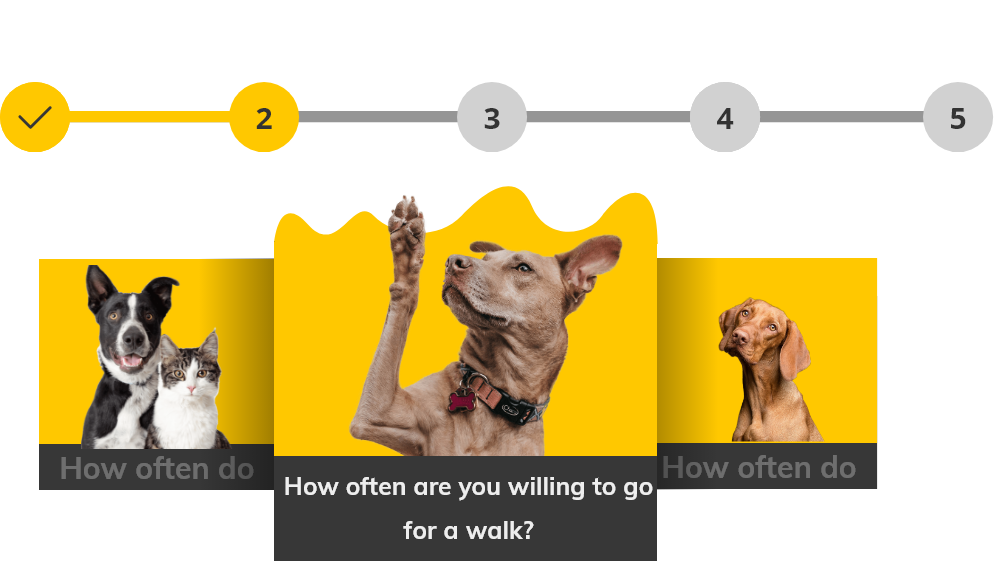 2
3
4
5
How often do
How often are you willing to go
for a walk?
How often do